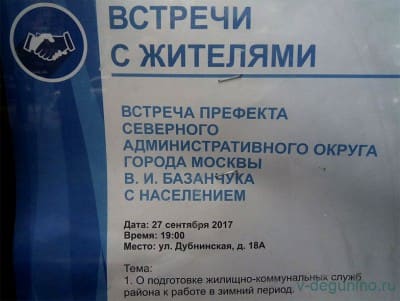 ВСТРЕЧИ
С ЖИТЕЛЯМИ
ВСТРЕЧА ПРЕФЕКТА
СЕВЕРНОГО
АДМИНИСТРАТИВНОГО ОКРУГА
ГОРОДА МОСКВЫ
В. И. БАЗАНЧУКА
С НАСЕЛЕНИЕМ
Дата: 27 сентября 2017
Время: 19:00
Место: ул. Дубнинская, д. 18А
Тема:
1. О подготовке жилищно-коммунальных служб
района к работе в зимний период.
v-degunino.ru